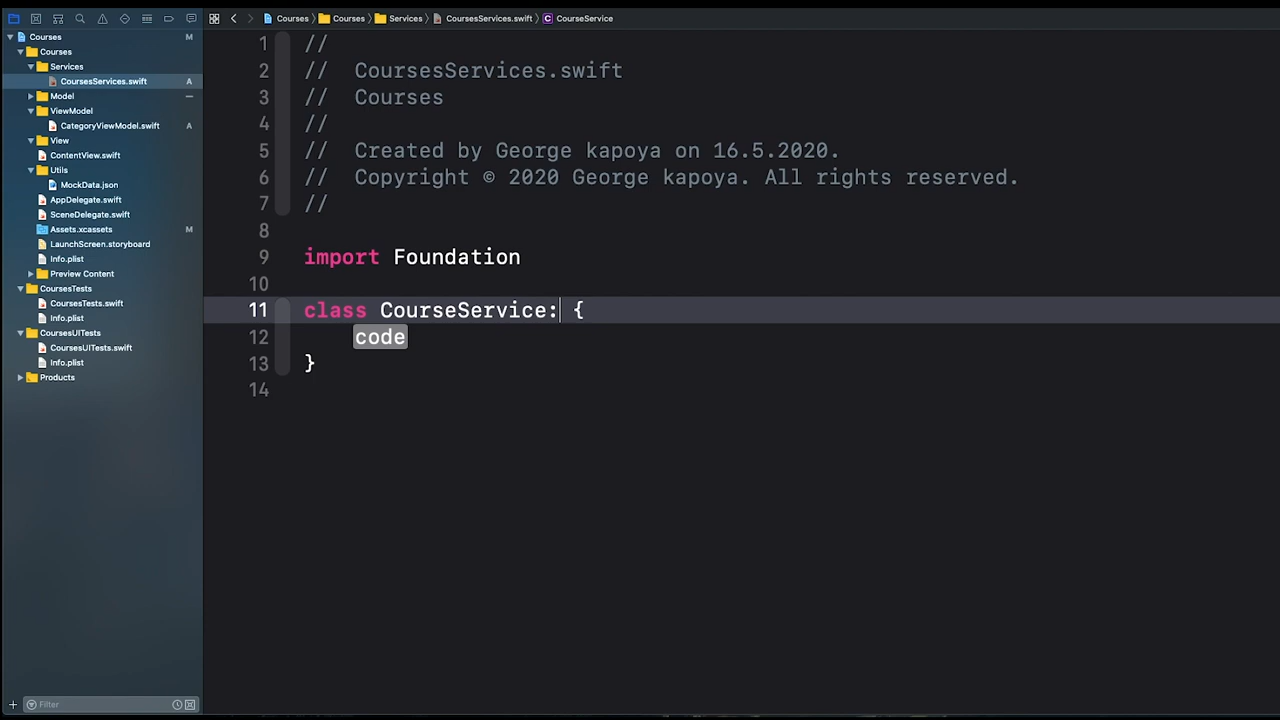 Courses
M
Courses
Services
CoursesServices.swift
A
Model
ViewModel
CategoryViewModel.swift
A
View
ContentView.swift
Utils
MockData.json
AppDelegate.swift
SceneDelegate.swift
Assets.xcassets
M
LaunchScreen.storyboard
Info.plist
Preview Content
CoursesTests
CoursesTests.swift
Info.plist
CoursesUITests
CoursesUITests.swift
Info.plist
Products
Filter
Courses Courses Services CoursesServices.swift C CourseService
1 //
2 // CoursesServices.swift
3 // Courses
4 //
5 // Created by George kapoya on 16.5.2020.
6 // Copyright © 2020 George kapoya. All rights reserved.
7 //
8
9 import Foundation
10
11 class CourseService: {
12 code
13 }
14